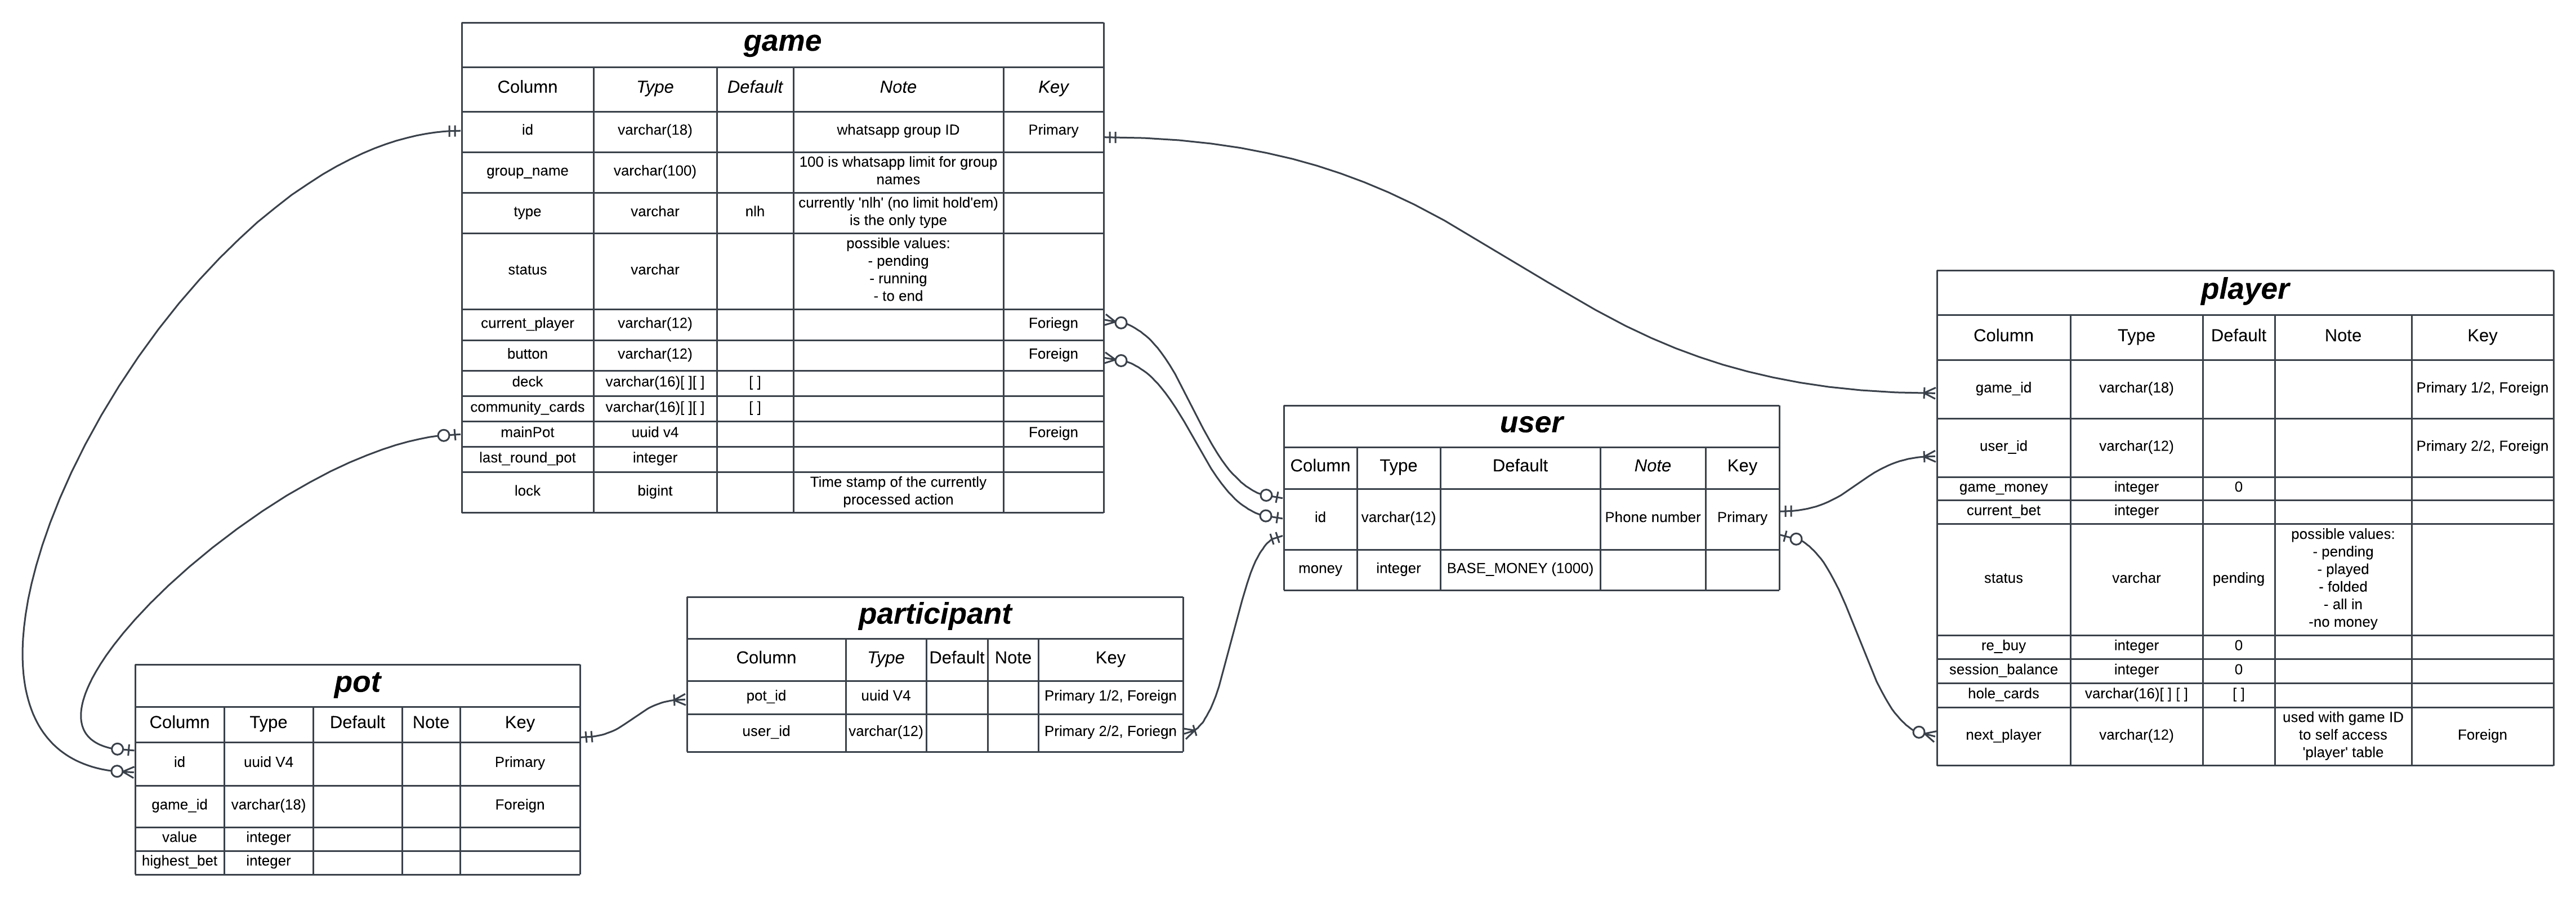 game
Column Type Default Note Key
id varchar(18) whatsapp group ID Primary
group_name varchar(100) 100 is whatsapp limit for group
names
type varchar nlh currently 'nlh' (no limit hold'em)
is the only type
status varchar possible values:
- pending
- running
- to end
current_player varchar(12) Foriegn
button varchar(12) Foreign
deck varchar(16)[ ][ ] [ ]
community_cards varchar(16)[ ][ ] [ ]
mainPot uuid v4 Foreign
last_round_pot integer
lock bigint Time stamp of the currently
processed action
player
Column Type Default Note Key
game_id varchar(18) Primary 1/2, Foreign
user_id varchar(12) Primary 2/2, Foreign
game_money integer 0
current_bet integer
status varchar pending possible values:
- pending
- played
- folded
- all in
-no money
re_buy integer 0
session_balance integer 0
hole_cards varchar(16)[ ] [ ] [ ]
next_player varchar(12) used with game ID
to self access
'player' table
Foreign
user
Column Type Default Note Key
id varchar(12) Phone number Primary
money integer BASE_MONEY (1000)
participant
Column Type Default Note Key
pot_id uuid V4 Primary 1/2, Foreign
user_id varchar(12) Primary 2/2, Foriegn
pot
Column Type Default Note Key
id uuid V4 Primary
game_id varchar(18) Foreign
value integer
highest_bet integer